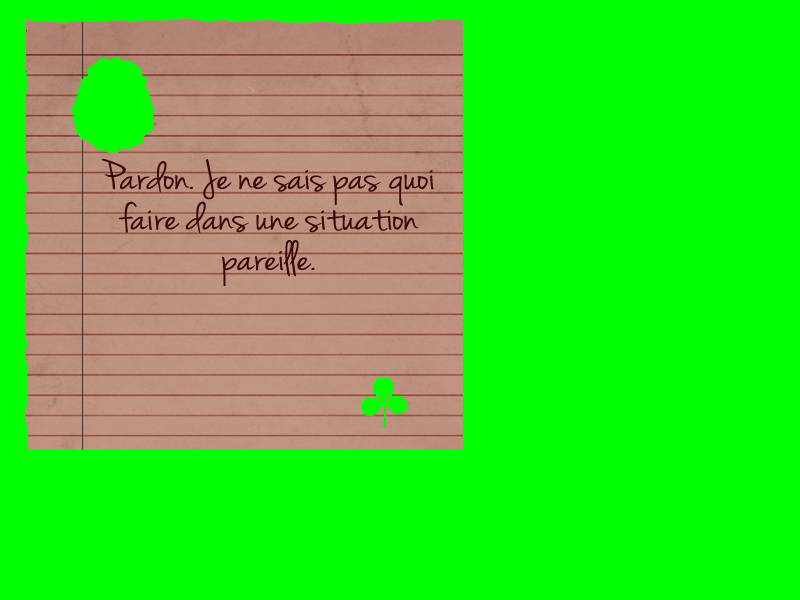 Pardon. Je ne sais pas quoi
faire dans une situation
pareille.